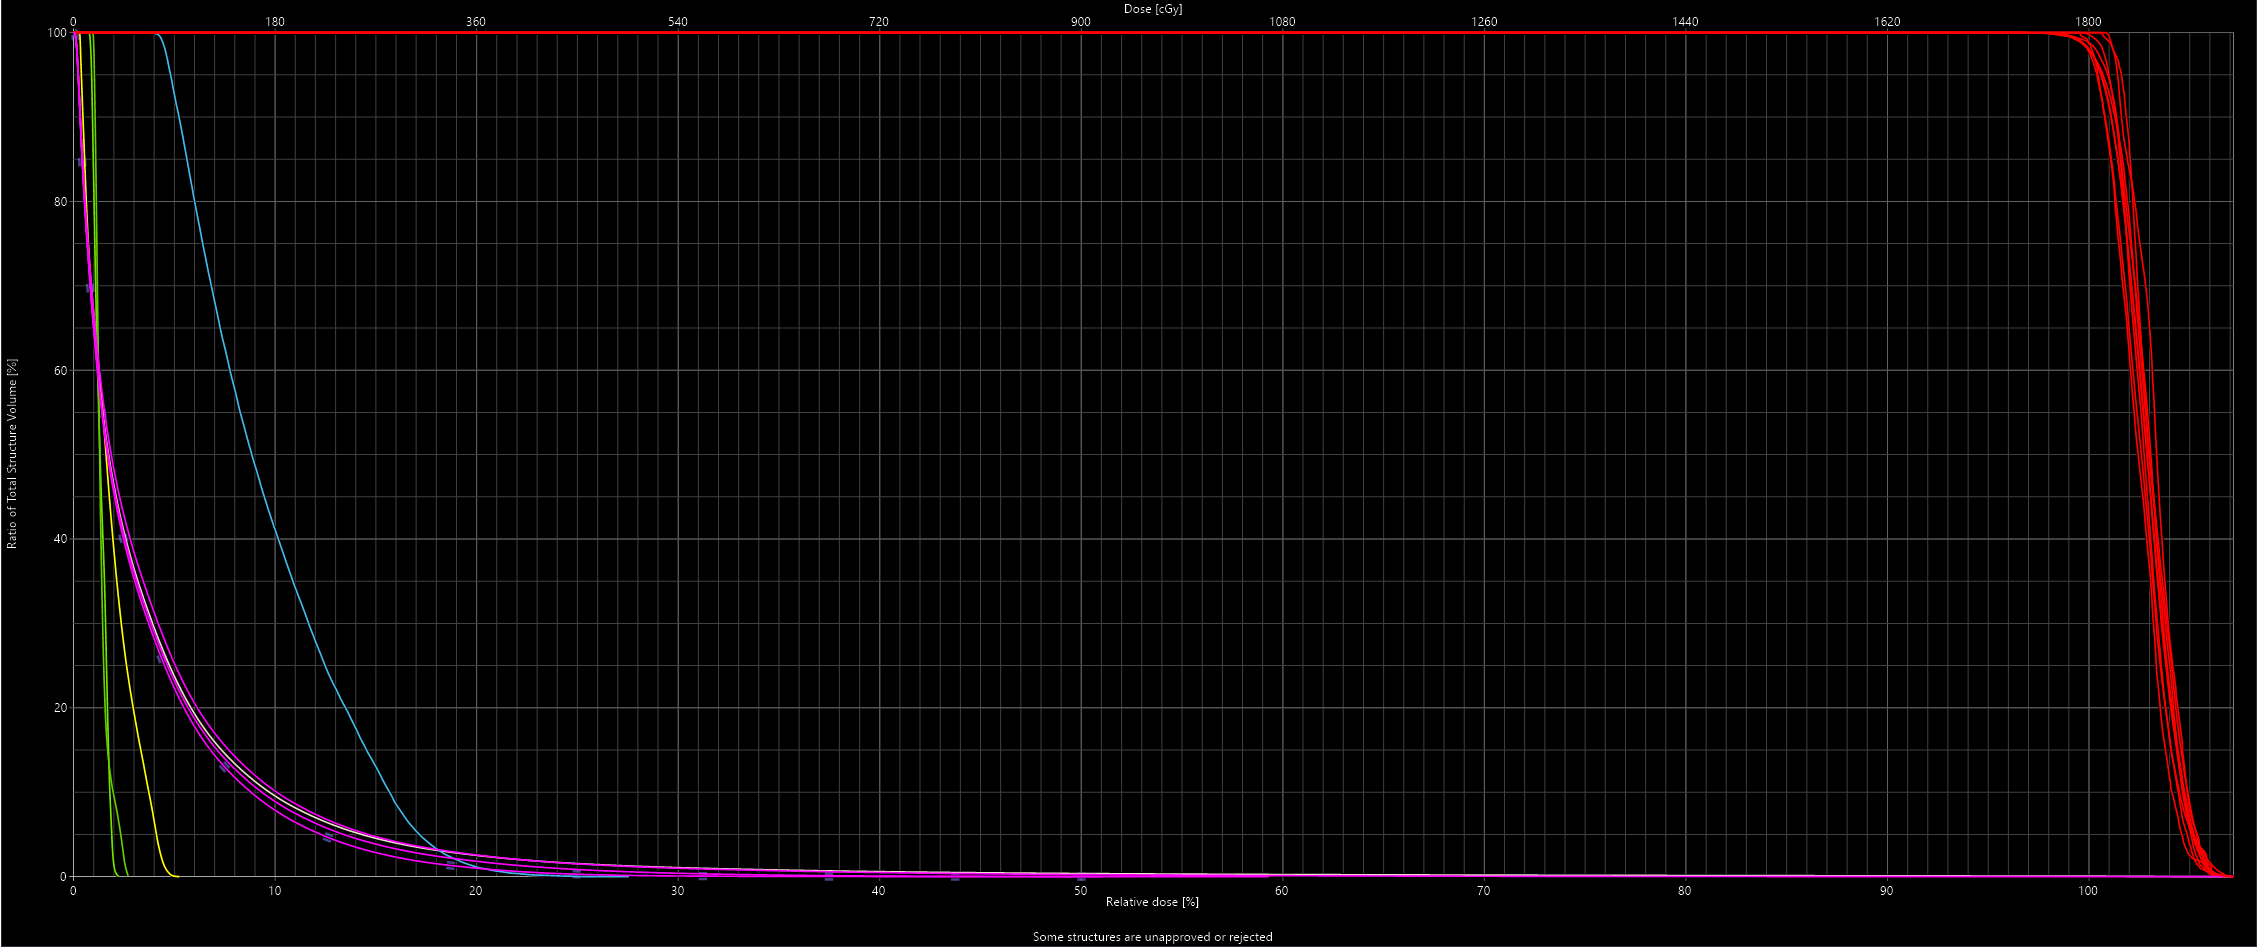 Dose [cGy]
0 180 360 540 720 900 1080 1260 1440 1620 1800
100
80
60
40
20
0
Ratio of Total Structure Volume [%]
0 10 20 30 40 50 60 70 80 90 100
Relative dose [%]
Some structures are unapproved or rejected